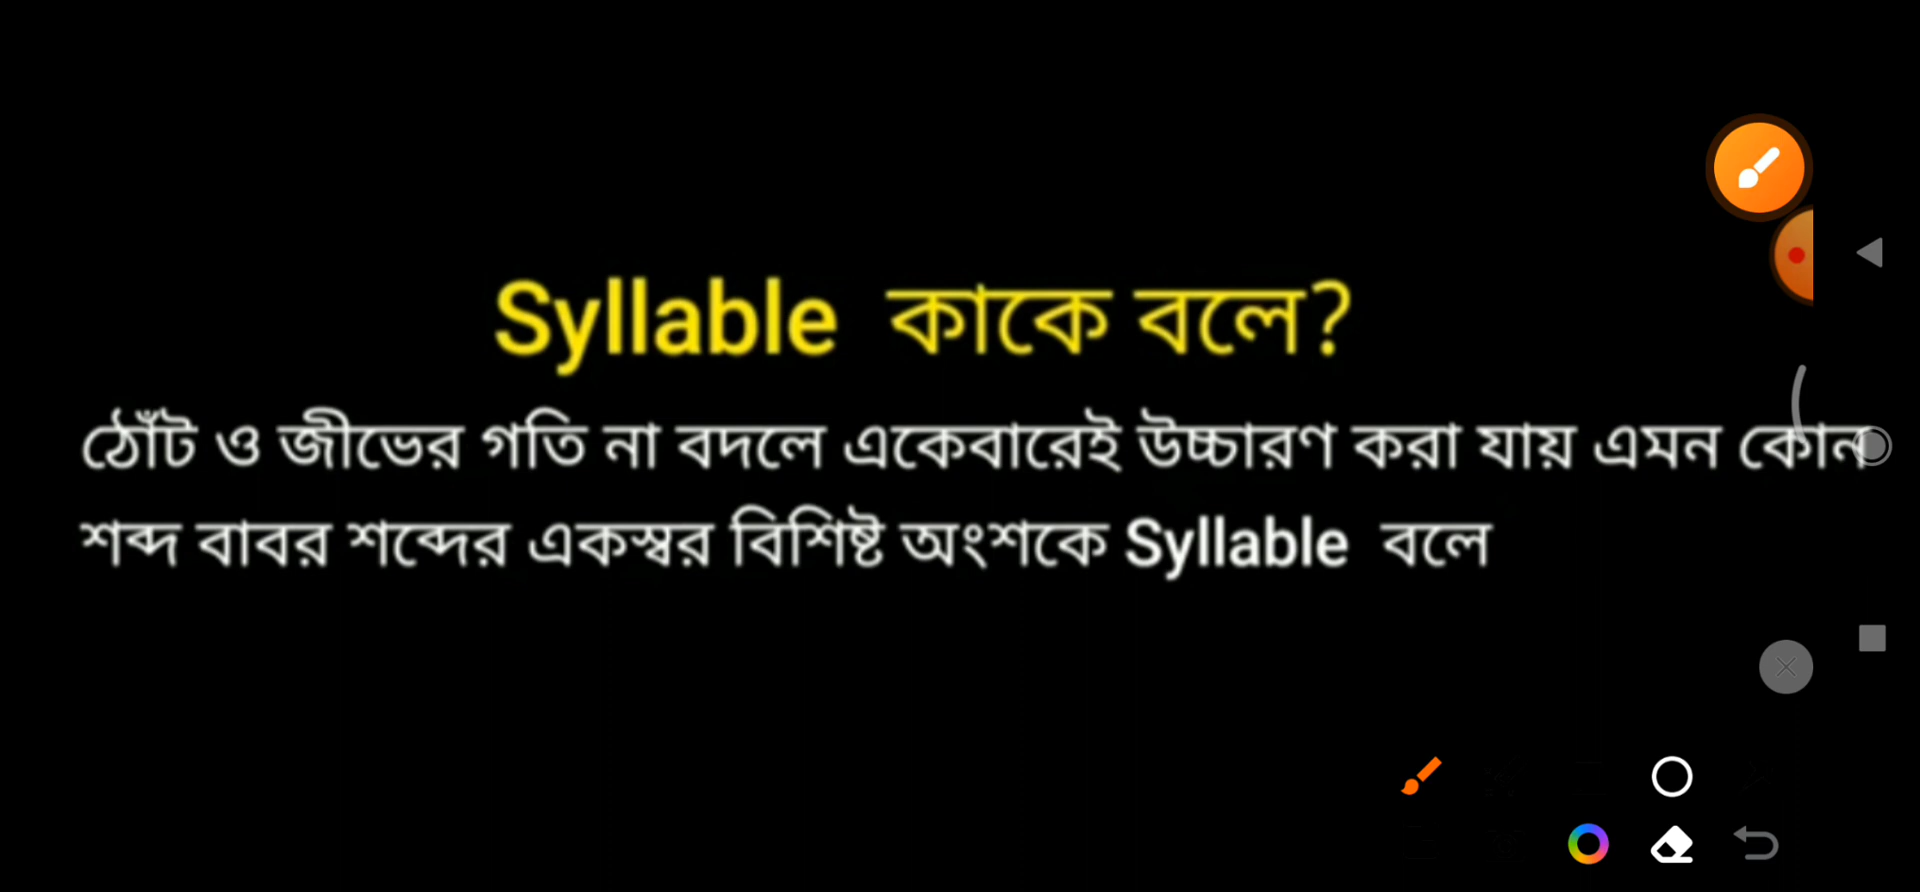 Syllable কাকে বলে?
ঠোঁট ও জীভের গতি না বদলে একেবারেই উচ্চারণ করা যায় এমন কোন
শব্দ বাবর শব্দের একস্বর বিশিষ্ট অংশকে Syllable বলে